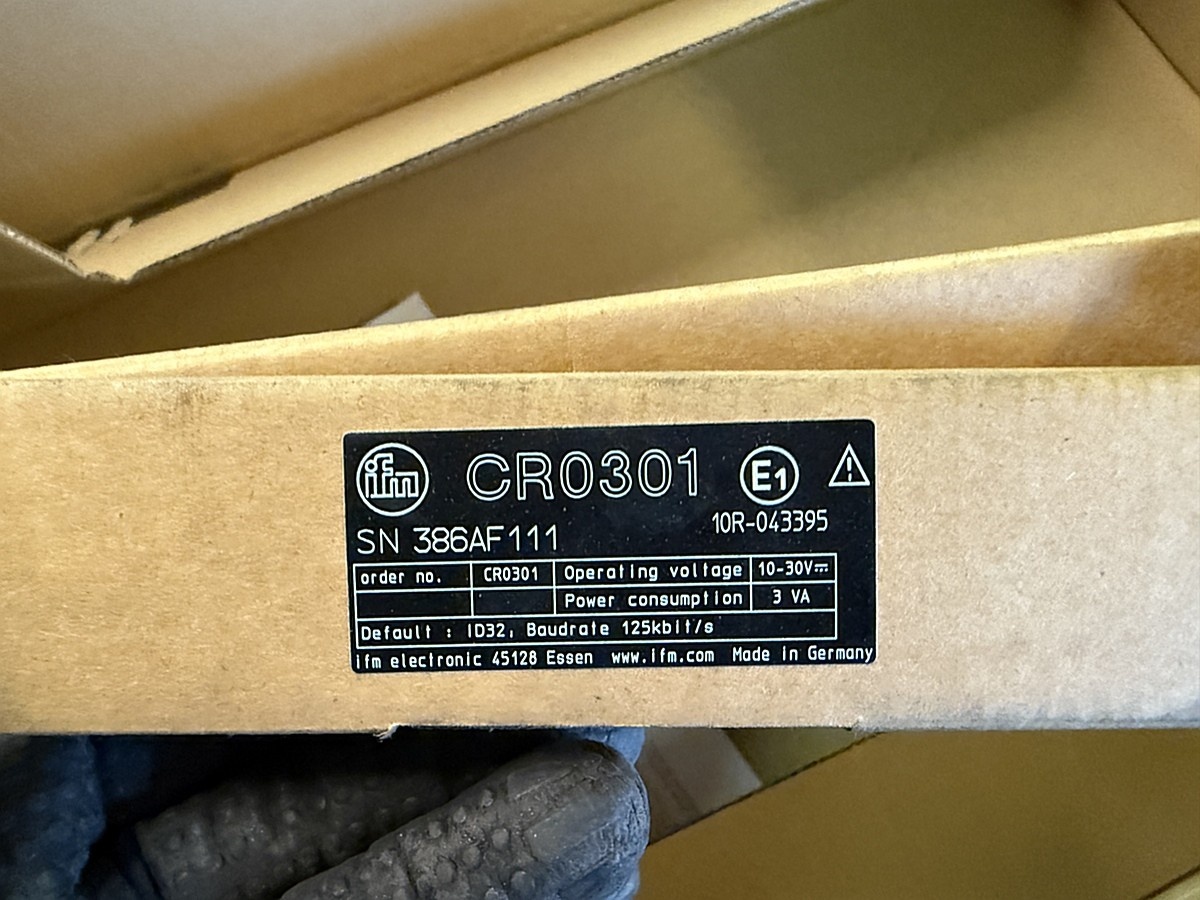 ifm CR0301 E1
10R-043395
SN 386AF111
order no. CR0301 Operating voltage 10-30V⎓
Power consumption 3 VA
Default : ID32, Baudrate 125kbit/s
ifm electronic 45128 Essen www.ifm.com Made in Germany